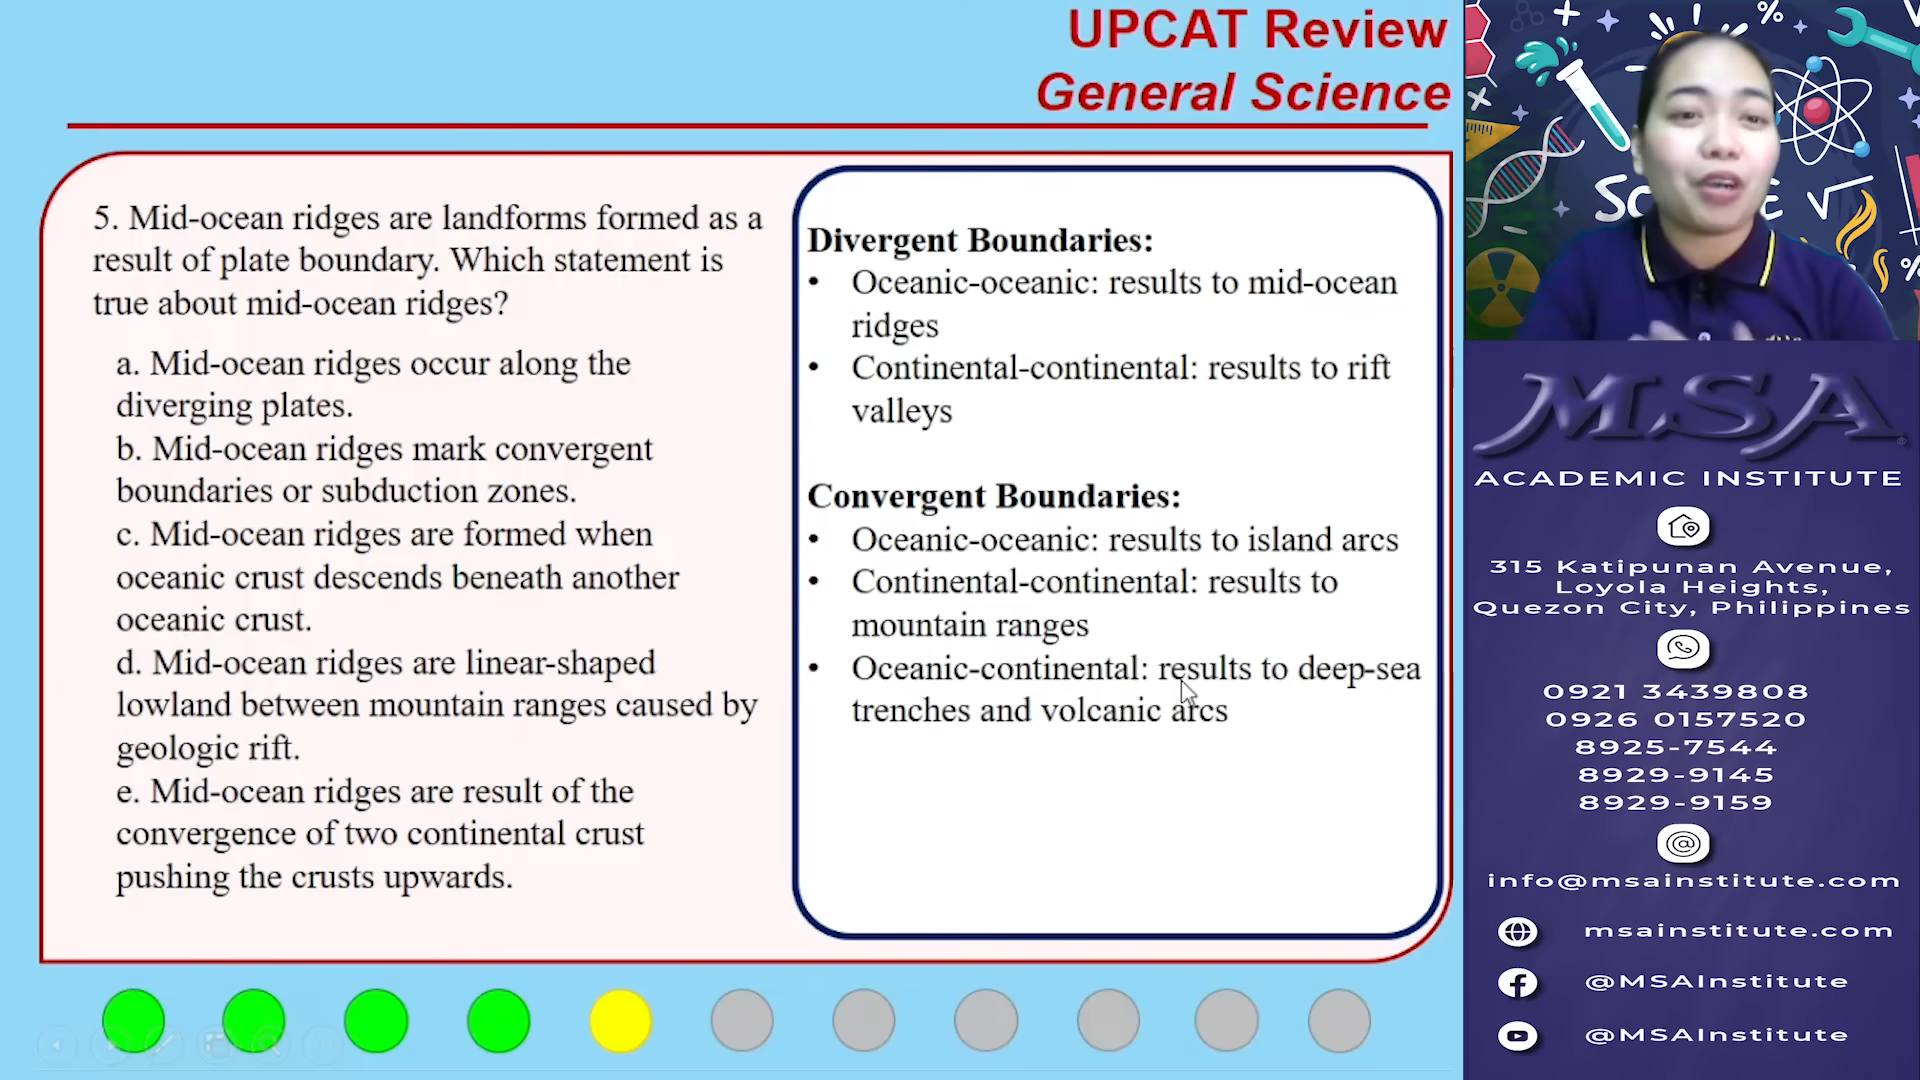 UPCAT Review
General Science
5. Mid-ocean ridges are landforms formed as a
result of plate boundary. Which statement is
true about mid-ocean ridges?
a. Mid-ocean ridges occur along the
diverging plates.
b. Mid-ocean ridges mark convergent
boundaries or subduction zones.
c. Mid-ocean ridges are formed when
oceanic crust descends beneath another
oceanic crust.
d. Mid-ocean ridges are linear-shaped
lowland between mountain ranges caused by
geologic rift.
e. Mid-ocean ridges are result of the
convergence of two continental crust
pushing the crusts upwards.
Divergent Boundaries:
• Oceanic-oceanic: results to mid-ocean
ridges
• Continental-continental: results to rift
valleys
Convergent Boundaries:
• Oceanic-oceanic: results to island arcs
• Continental-continental: results to
mountain ranges
• Oceanic-continental: results to deep-sea
trenches and volcanic arcs
MSA
ACADEMIC INSTITUTE
315 Katipunan Avenue,
Loyola Heights,
Quezon City, Philippines
0921 3439808
0926 0157520
8925-7544
8929-9145
8929-9159
info@msainstitute.com
msainstitute.com
@MSAInstitute
@MSAInstitute